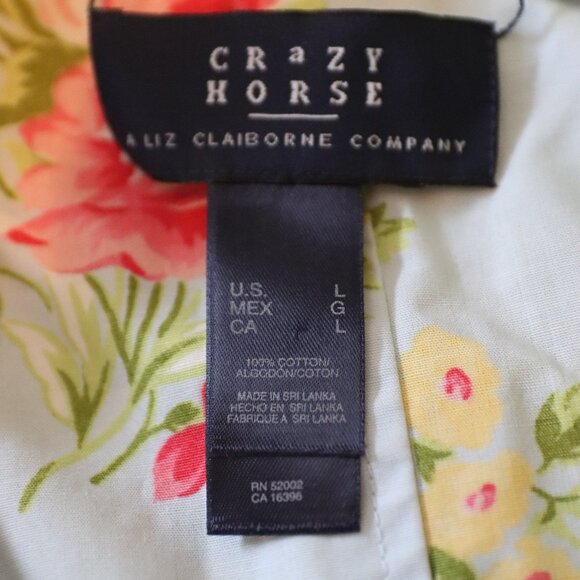 CRaZY
HORSE
A LIZ CLAIBORNE COMPANY
U.S. L
MEX G
CA L
100% COTTON/
ALGODÓN/COTON
MADE IN SRI LANKA
HECHO EN SRI LANKA
FABRIQUE A SRI LANKA
RN 52002
CA 16396